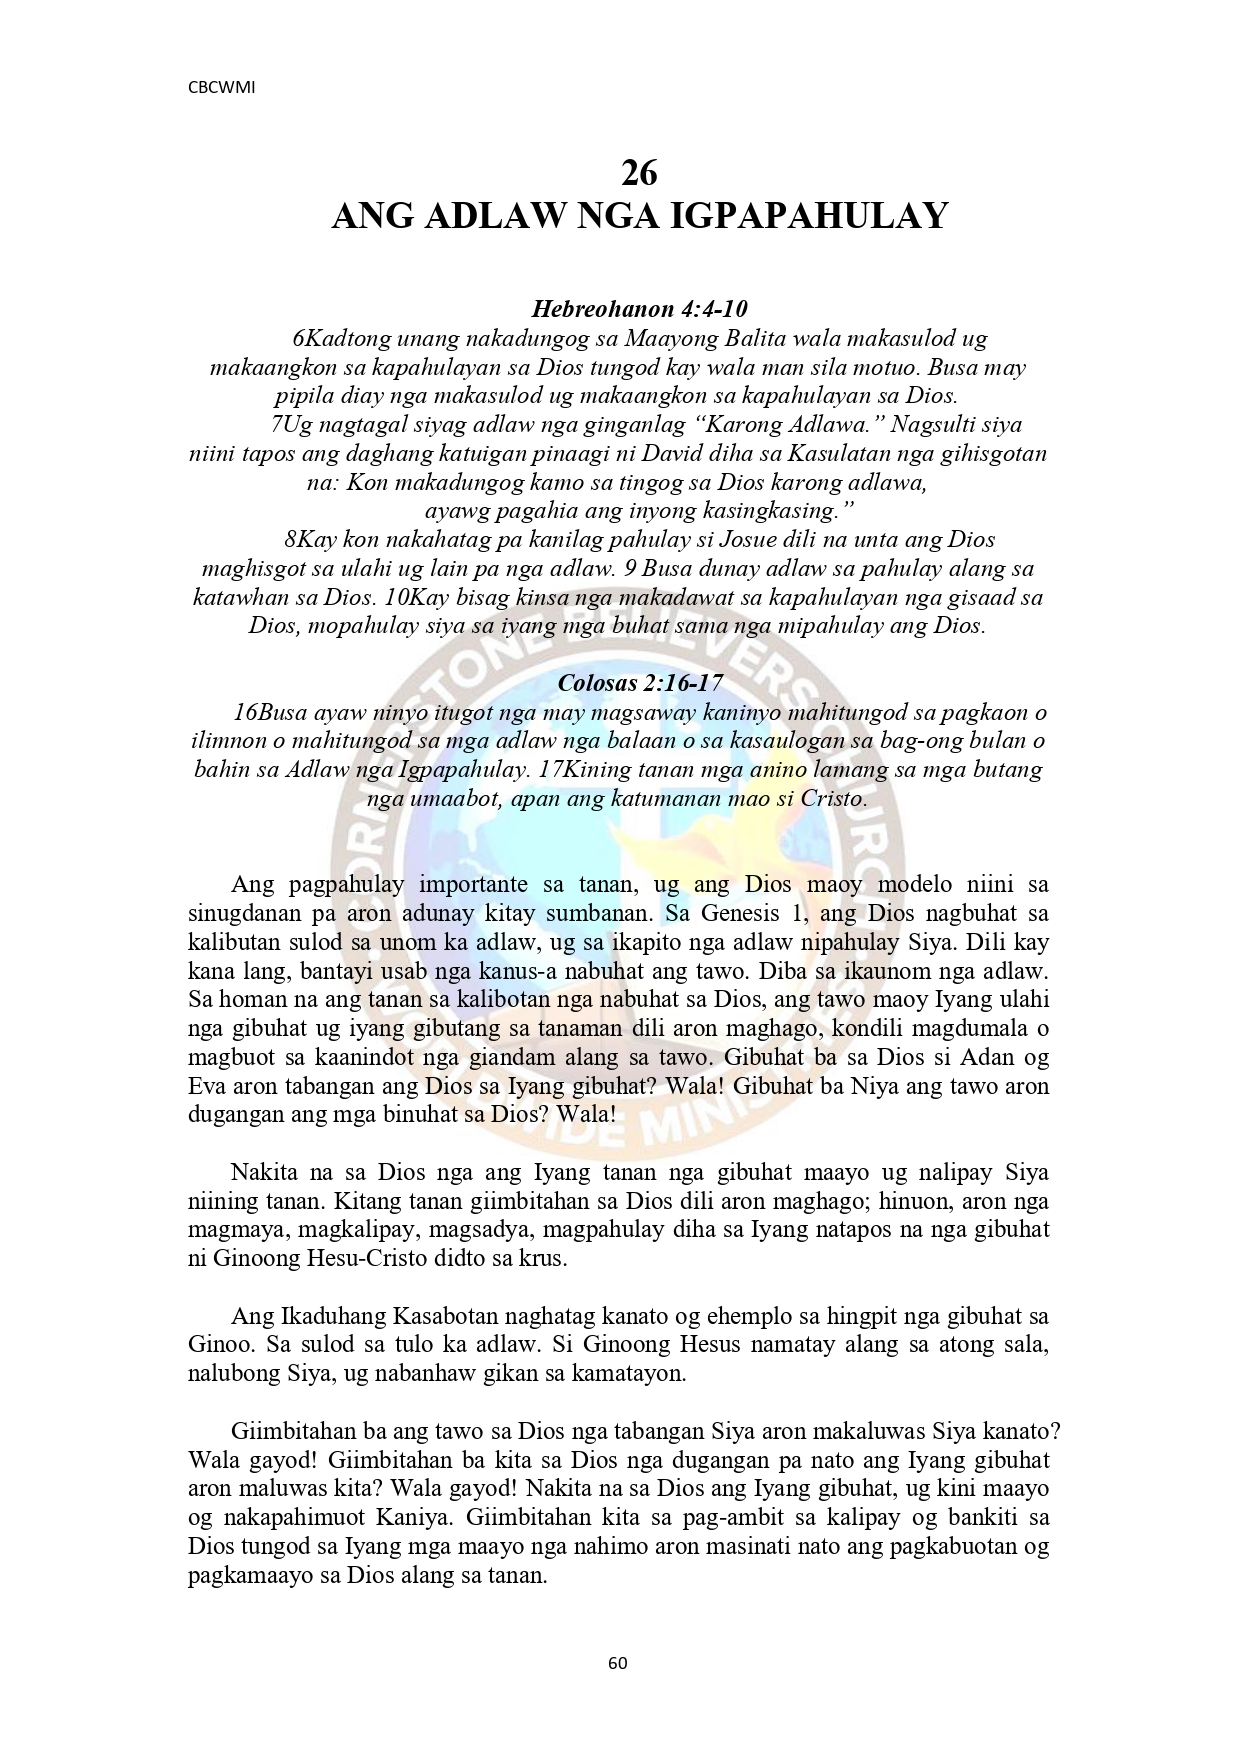 CBCWMI
26
ANG ADLAW NGA IGPAPAHULAY
Hebreohanon 4:4-10
6Kadtong unang nakadungog sa Maayong Balita wala makasulod ug
makaangkon sa kapahulayan sa Dios tungod kay wala man sila motuo. Busa may
pipila diay nga makasulod ug makaangkon sa kapahulayan sa Dios.
7Ug nagtagal siyag adlaw nga ginganlag “Karong Adlawa.” Nagsulti siya
niini tapos ang daghang katuigan pinaagi ni David diha sa Kasulatan nga gihisgotan
na: Kon makadungog kamo sa tingog sa Dios karong adlawa,
ayawg pagahia ang inyong kasingkasing.”
8Kay kon nakahatag pa kanilag pahulay si Josue dili na unta ang Dios
maghisgot sa ulahi ug lain pa nga adlaw. 9 Busa dunay adlaw sa pahulay alang sa
katawhan sa Dios. 10Kay bisag kinsa nga makadawat sa kapahulayan nga gisaad sa
Dios, mopahulay siya sa iyang mga buhat sama nga mipahulay ang Dios.
Colosas 2:16-17
16Busa ayaw ninyo itugot nga may magsaway kaninyo mahitungod sa pagkaon o
ilimnon o mahitungod sa mga adlaw nga balaan o sa kasaulogan sa bag-ong bulan o
bahin sa Adlaw nga Igpapahulay. 17Kining tanan mga anino lamang sa mga butang
nga umaabot, apan ang katumanan mao si Cristo.
Ang pagpahulay importante sa tanan, ug ang Dios maoy modelo niini sa
sinugdanan pa aron adunay kitay sumbanan. Sa Genesis 1, ang Dios nagbuhat sa
kalibutan sulod sa unom ka adlaw, ug sa ikapito nga adlaw nipahulay Siya. Dili kay
kana lang, bantayi usab nga kanus-a nabuhat ang tawo. Diba sa ikaunom nga adlaw.
Sa homan na ang tanan sa kalibotan nga nabuhat sa Dios, ang tawo maoy Iyang ulahi
nga gibuhat ug iyang gibutang sa tanaman dili aron maghago, kondili magdumala o
magbuot sa kaanindot nga giandam alang sa tawo. Gibuhat ba sa Dios si Adan og
Eva aron tabangan ang Dios sa Iyang gibuhat? Wala! Gibuhat ba Niya ang tawo aron
dugangan ang mga binuhat sa Dios? Wala!
Nakita na sa Dios nga ang Iyang tanan nga gibuhat maayo ug nalipay Siya
niining tanan. Kitang tanan giimbitahan sa Dios dili aron maghago; hinuon, aron nga
magmaya, magkalipay, magsadya, magpahulay diha sa Iyang natapos na nga gibuhat
ni Ginoong Hesu-Cristo didto sa krus.
Ang Ikaduhang Kasabotan naghatag kanato og ehemplo sa hingpit nga gibuhat sa
Ginoo. Sa sulod sa tulo ka adlaw. Si Ginoong Hesus namatay alang sa atong sala,
nalubong Siya, ug nabanhaw gikan sa kamatayon.
Giimbitahan ba ang tawo sa Dios nga tabangan Siya aron makaluwas Siya kanato?
Wala gayod! Giimbitahan ba kita sa Dios nga dugangan pa nato ang Iyang gibuhat
aron maluwas kita? Wala gayod! Nakita na sa Dios ang Iyang gibuhat, ug kini maayo
og nakapahimuot Kaniya. Giimbitahan kita sa pag-ambit sa kalipay og bankiti sa
Dios tungod sa Iyang mga maayo nga nahimo aron masinati nato ang pagkabuotan og
pagkamaayo sa Dios alang sa tanan.
60
CORNERSTONE BELIEVERS CHURCH
WORLDWIDE MINISTRIES